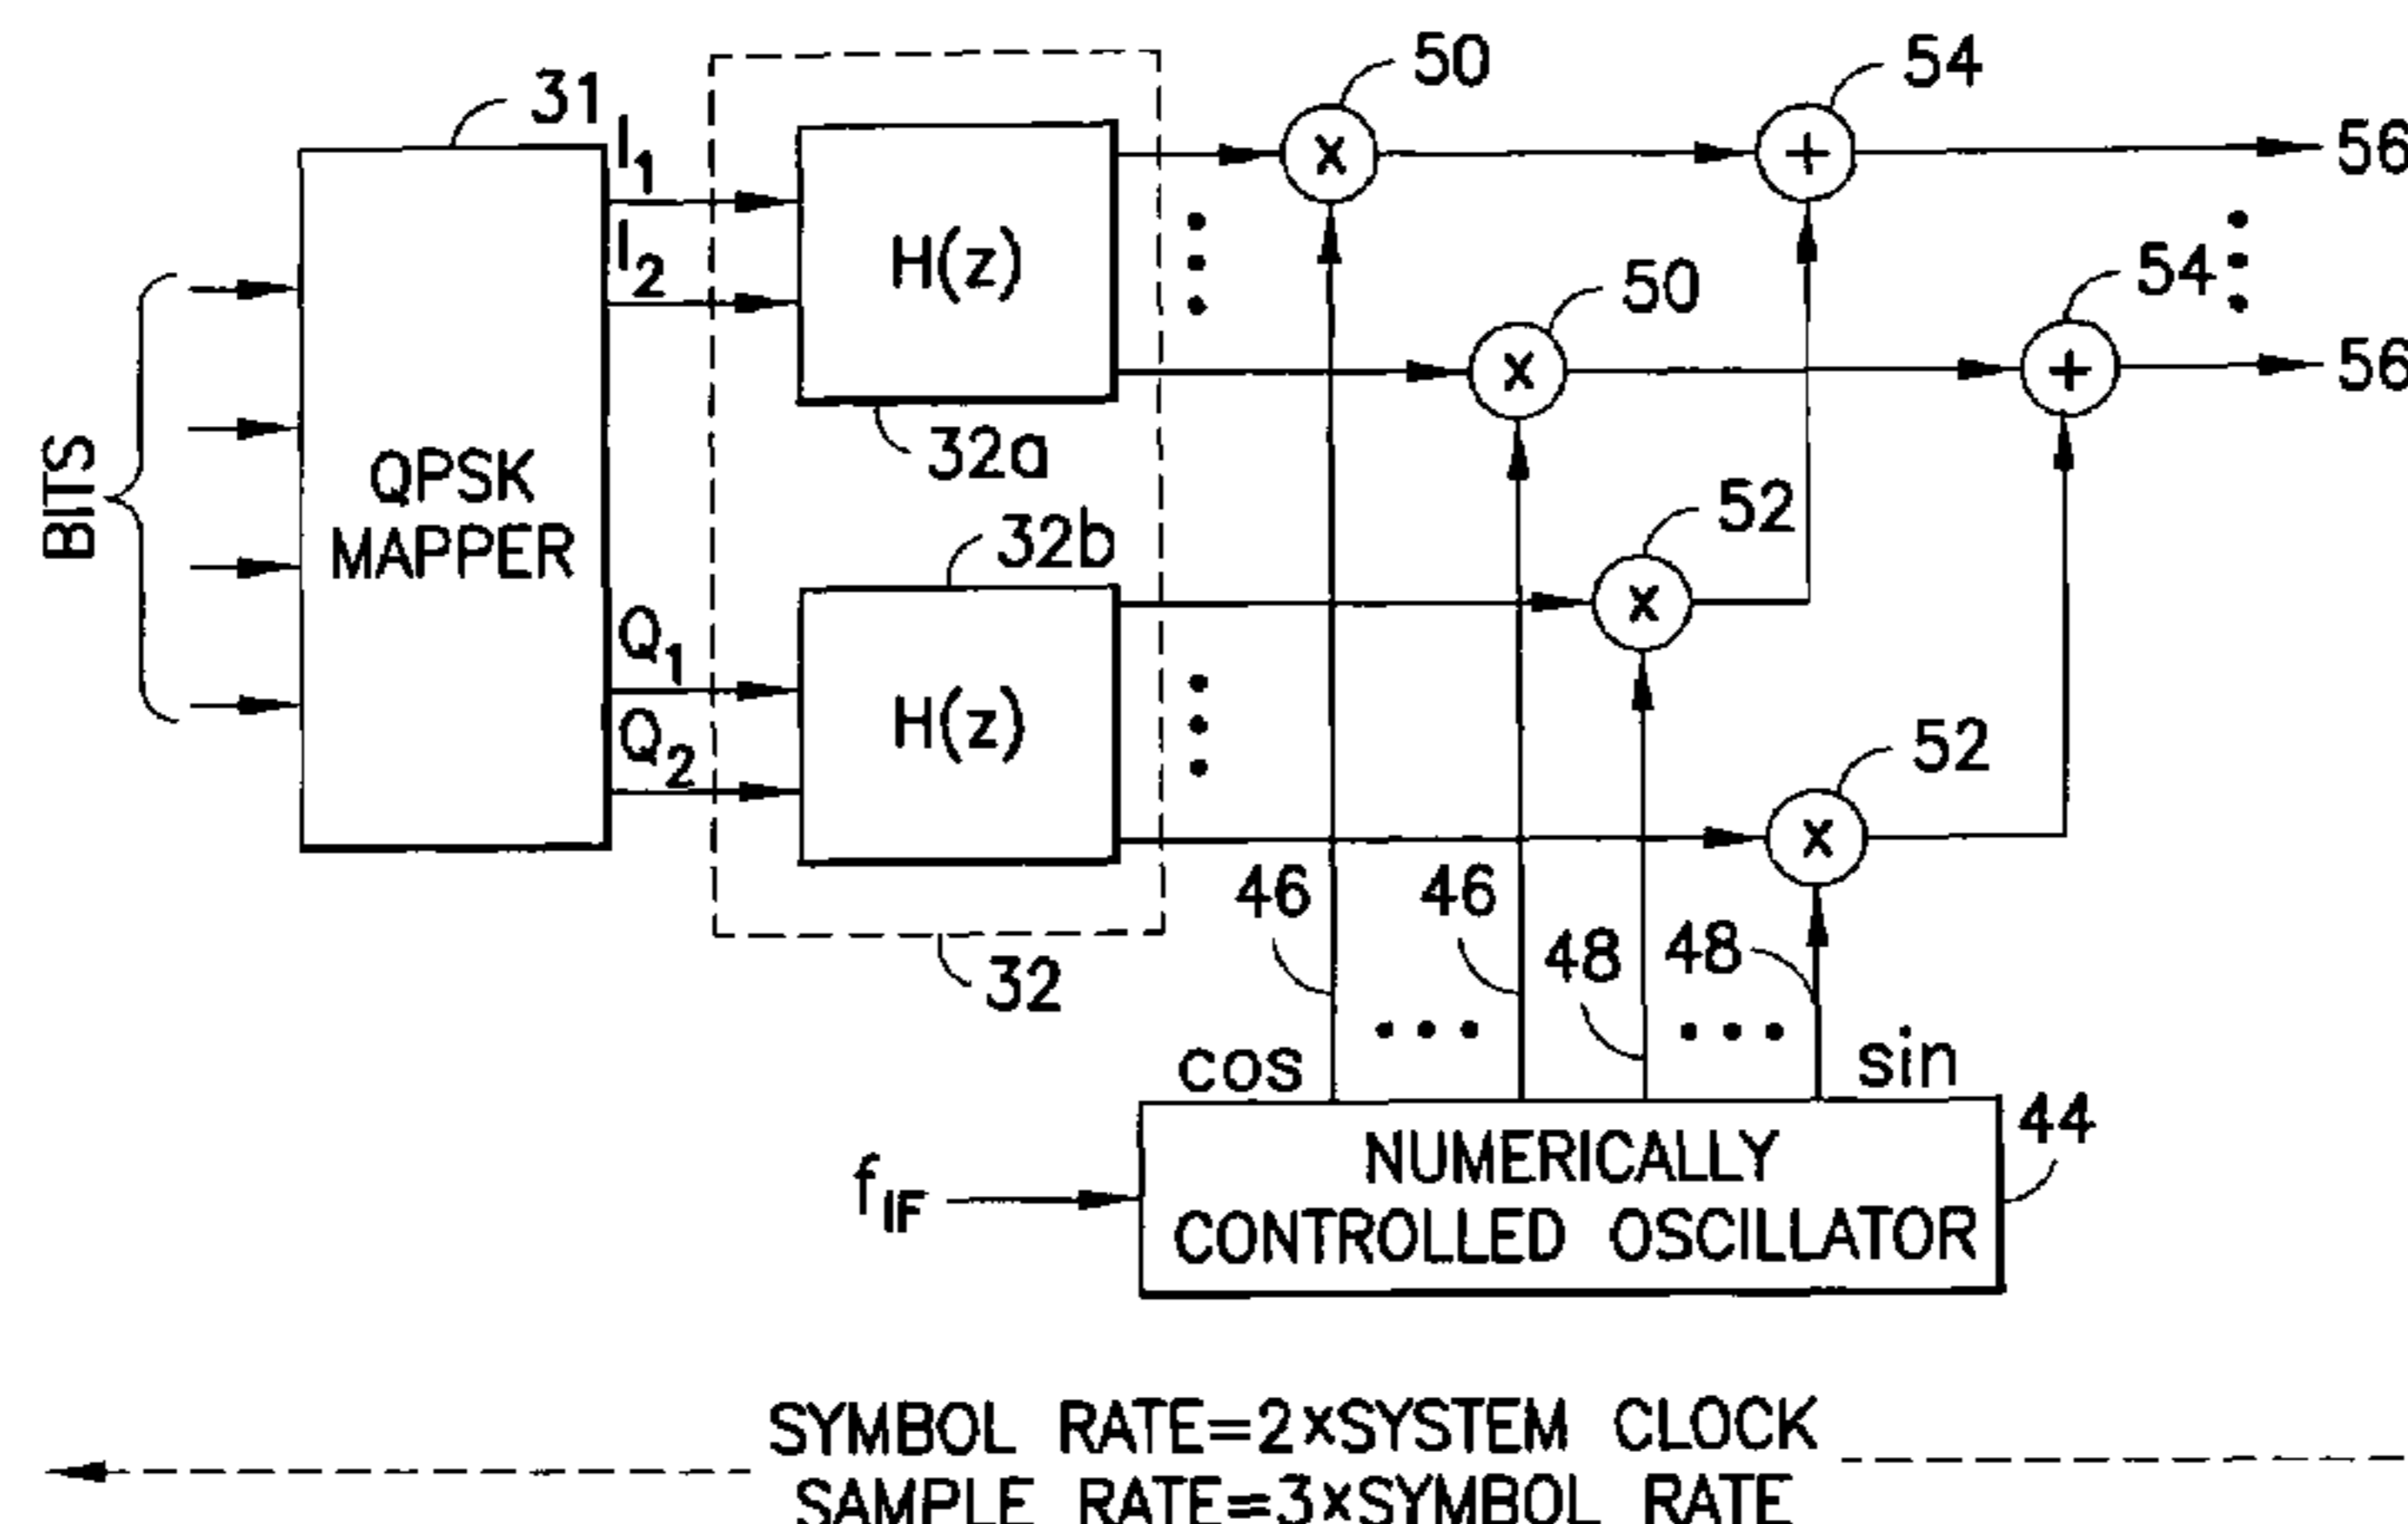 50
54
31
I1
56
I2
H(z)
54
50
56
32a
BITS
QPSK
MAPPER
52
32b
Q1
H(z)
Q2
52
46
46
48
48
32
cos
sin
44
fIF
NUMERICALLY
CONTROLLED OSCILLATOR
SYMBOL RATE=2×SYSTEM CLOCK
SAMPLE RATE=3×SYMBOL RATE